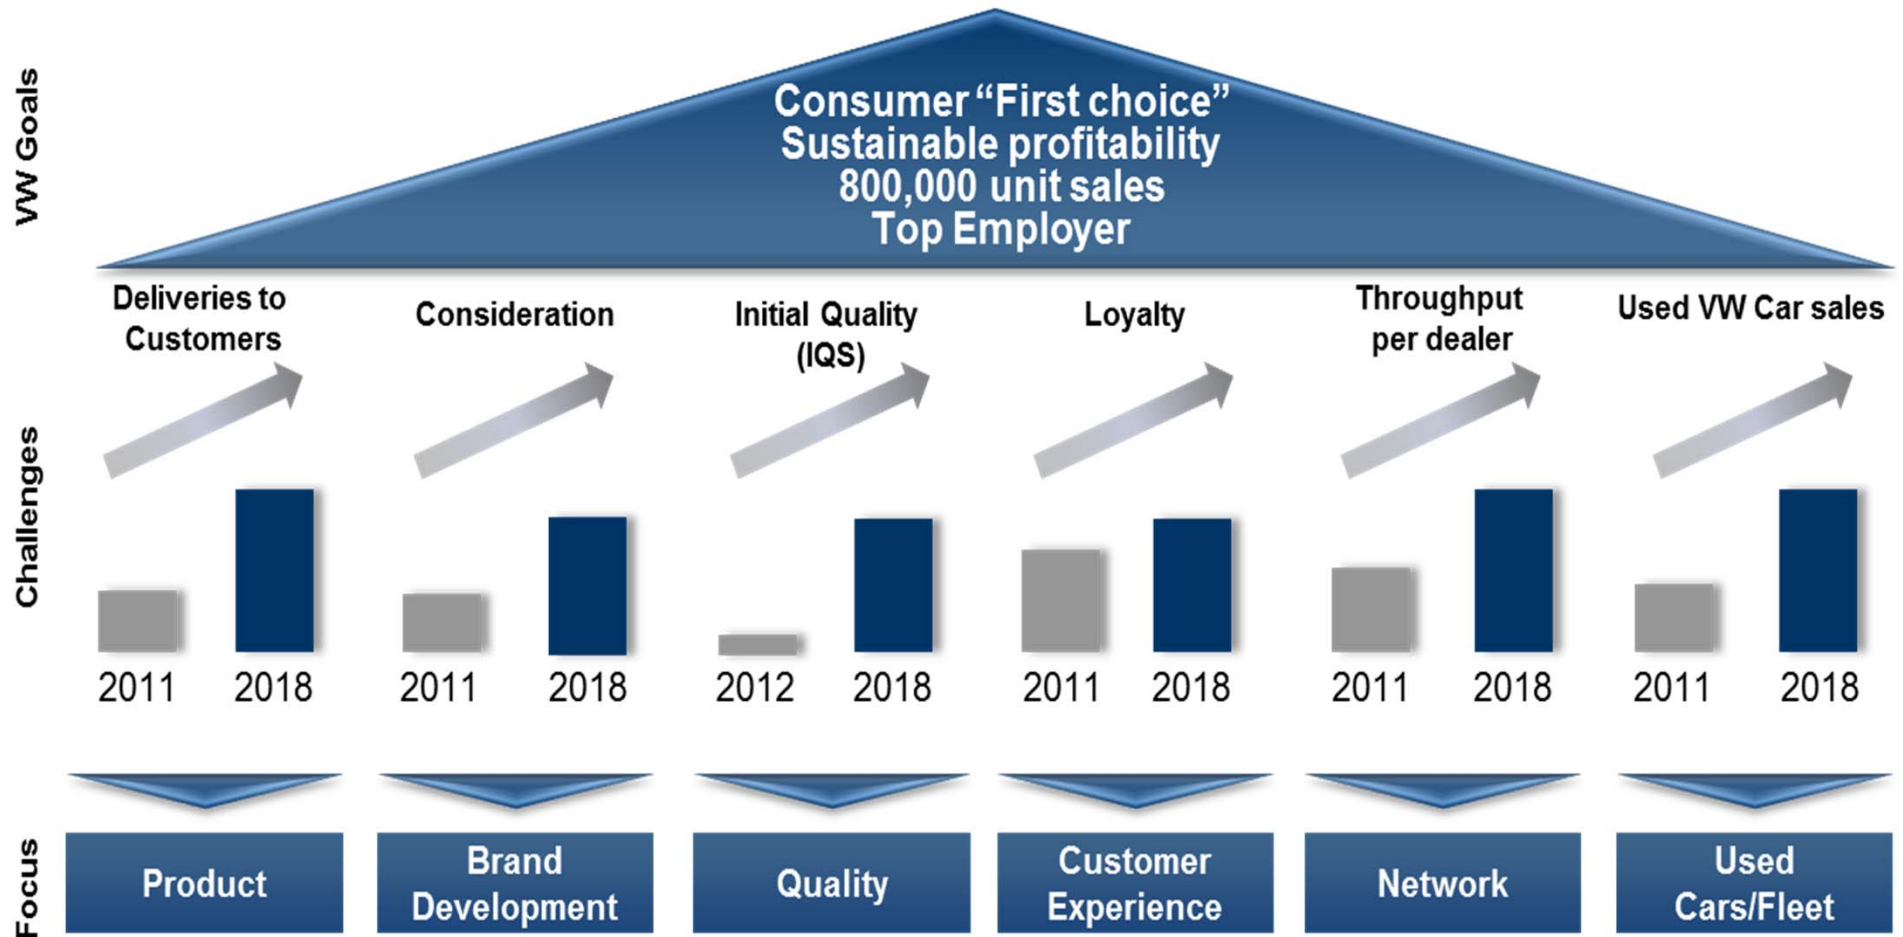 VW Goals
Consumer “First choice”
Sustainable profitability
800,000 unit sales
Top Employer
Challenges
Deliveries to
Customers
Consideration
Initial Quality
(IQS)
Loyalty
Throughput
per dealer
Used VW Car sales
2011 2018
2011 2018
2012 2018
2011 2018
2011 2018
2011 2018
Focus
Product
Brand
Development
Quality
Customer
Experience
Network
Used
Cars/Fleet